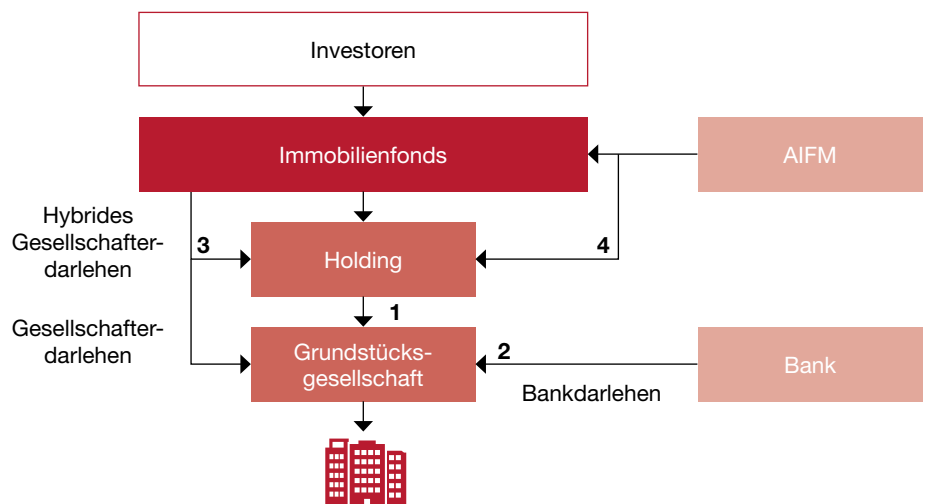 Investoren
Immobilienfonds
AIFM
Hybrides
Gesellschafter-
darlehen
3
Holding
4
1
Gesellschafter-
darlehen
Grundstücks-
gesellschaft
2
Bankdarlehen
Bank